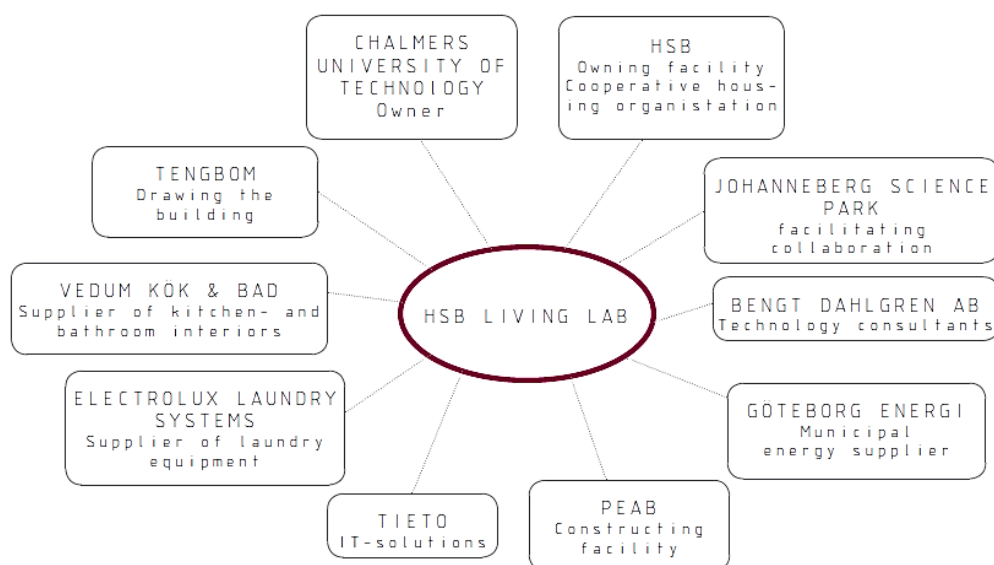 CHALMERS
UNIVERSITY OF
TECHNOLOGY
Owner
HSB
Owning facility
Cooperative hous-
ing organistation
TENGBOM
Drawing the
building
JOHANNEBERG SCIENCE
PARK
facilitating
collaboration
VEDUM KÖK & BAD
Supplier of kitchen- and
bathroom interiors
HSB LIVING LAB
BENGT DAHLGREN AB
Technology consultants
ELECTROLUX LAUNDRY
SYSTEMS
Supplier of laundry
equipment
GÖTEBORG ENERGI
Municipal
energy supplier
TIETO
IT-solutions
PEAB
Constructing
facility